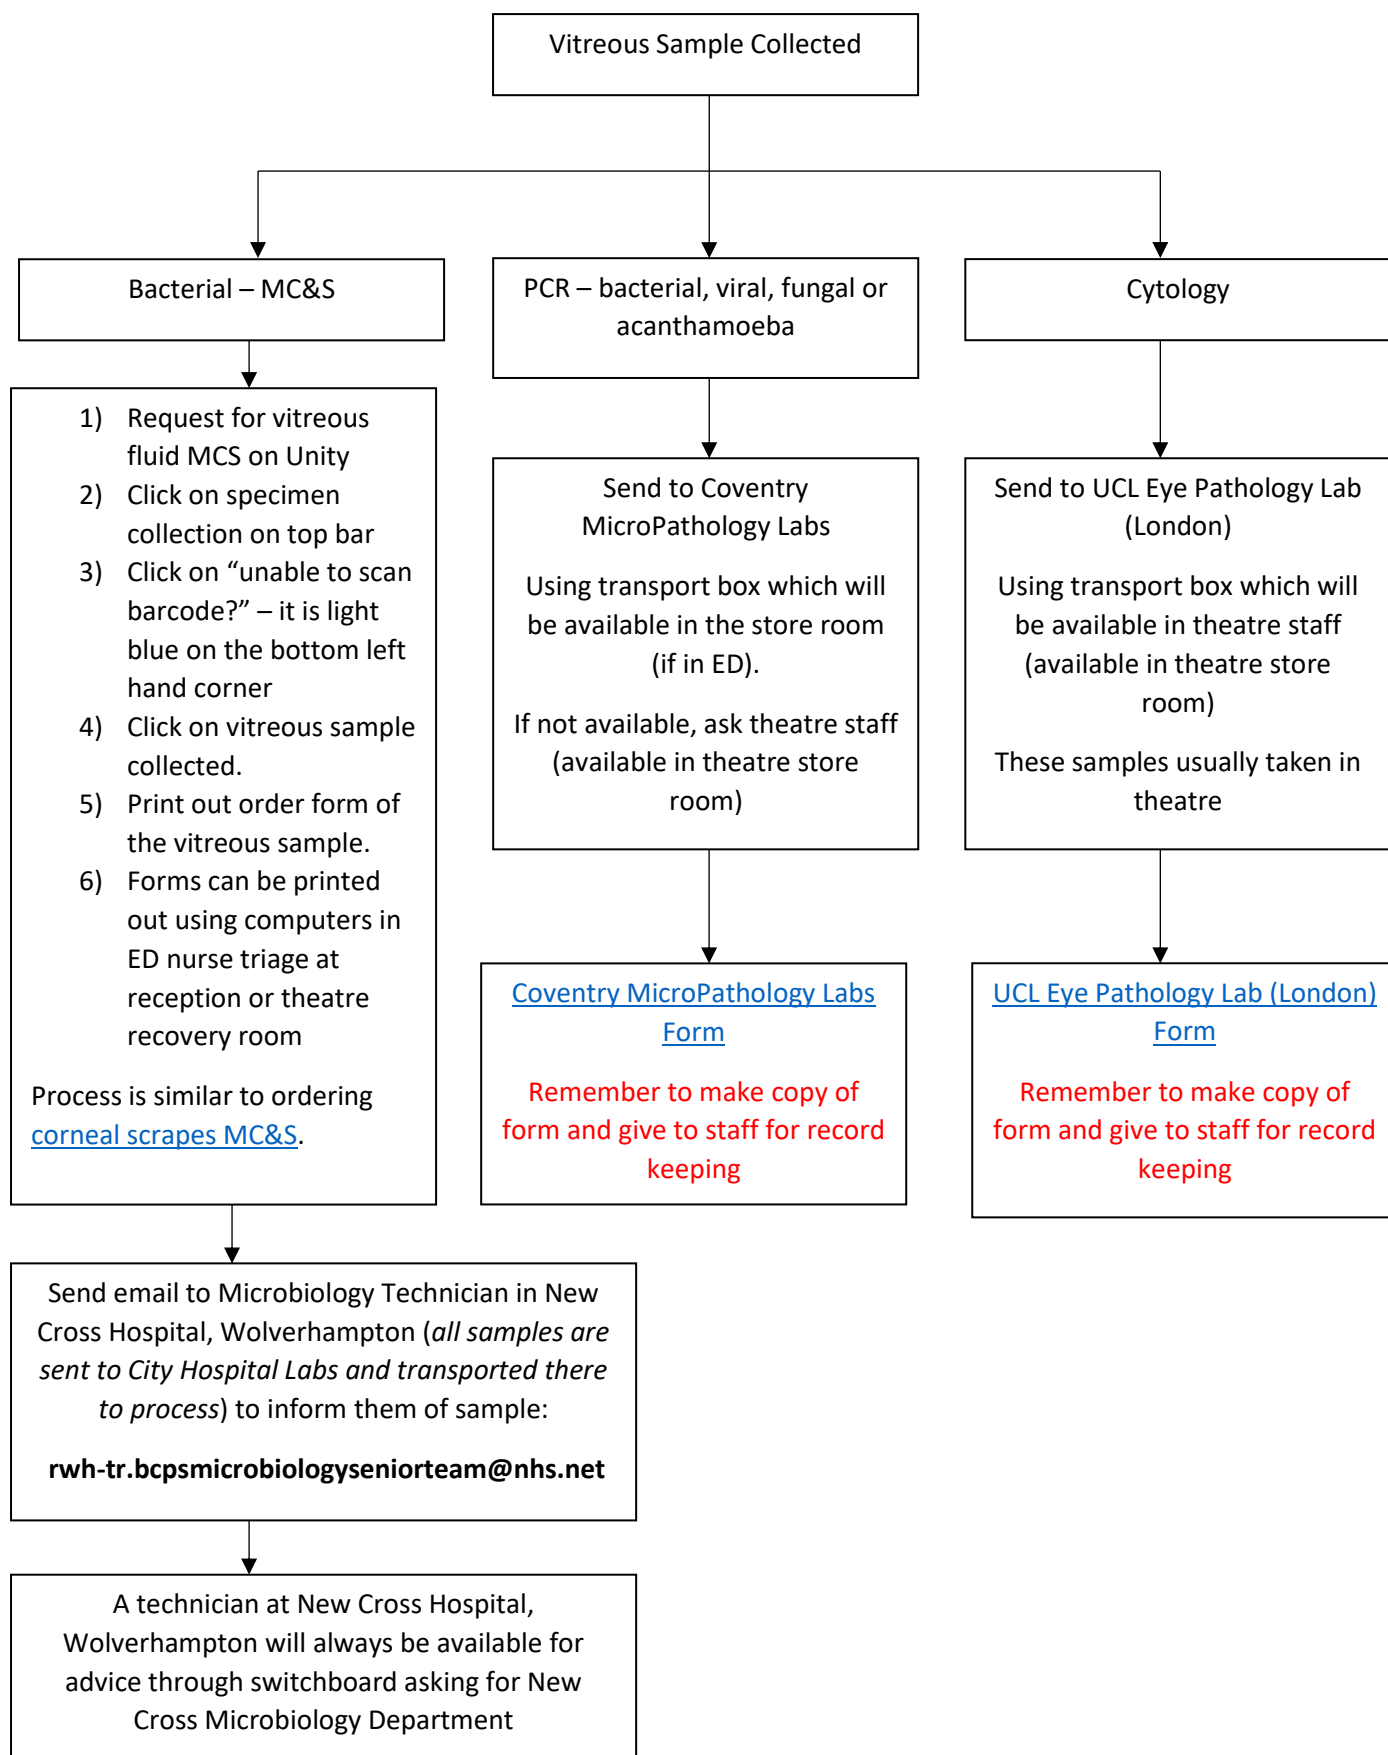 Vitreous Sample Collected
Bacterial – MC&S
1) Request for vitreous
fluid MCS on Unity
2) Click on specimen
collection on top bar
3) Click on “unable to scan
barcode?” – it is light
blue on the bottom left
hand corner
4) Click on vitreous sample
collected.
5) Print out order form of
the vitreous sample.
6) Forms can be printed
out using computers in
ED nurse triage at
reception or theatre
recovery room
Process is similar to ordering
corneal scrapes MC&S.
Send email to Microbiology Technician in New
Cross Hospital, Wolverhampton (all samples are
sent to City Hospital Labs and transported there
to process) to inform them of sample:
rwh-tr.bcpsmicrobiologyseniorteam@nhs.net
A technician at New Cross Hospital,
Wolverhampton will always be available for
advice through switchboard asking for New
Cross Microbiology Department
PCR – bacterial, viral, fungal or
acanthamoeba
Send to Coventry
MicroPathology Labs
Using transport box which will
be available in the store room
(if in ED).
If not available, ask theatre staff
(available in theatre store
room)
Coventry MicroPathology Labs
Form
Remember to make copy of
form and give to staff for record
keeping
Cytology
Send to UCL Eye Pathology Lab
(London)
Using transport box which will
be available in theatre staff
(available in theatre store
room)
These samples usually taken in
theatre
UCL Eye Pathology Lab (London)
Form
Remember to make copy of
form and give to staff for record
keeping